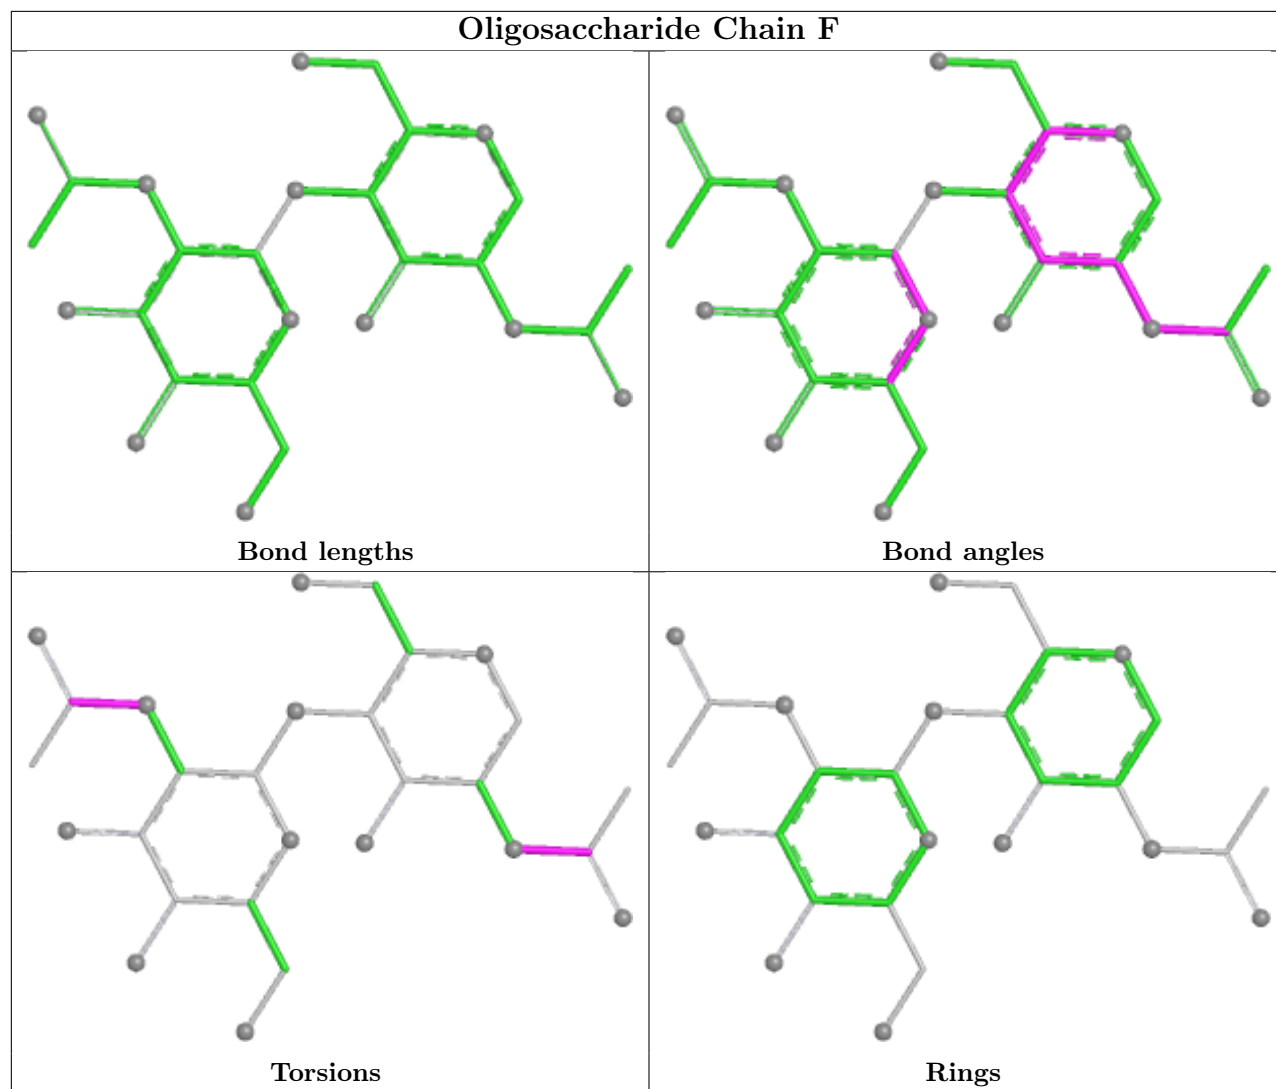 Oligosaccharide Chain F
Bond lengths
Bond angles
Torsions
Rings